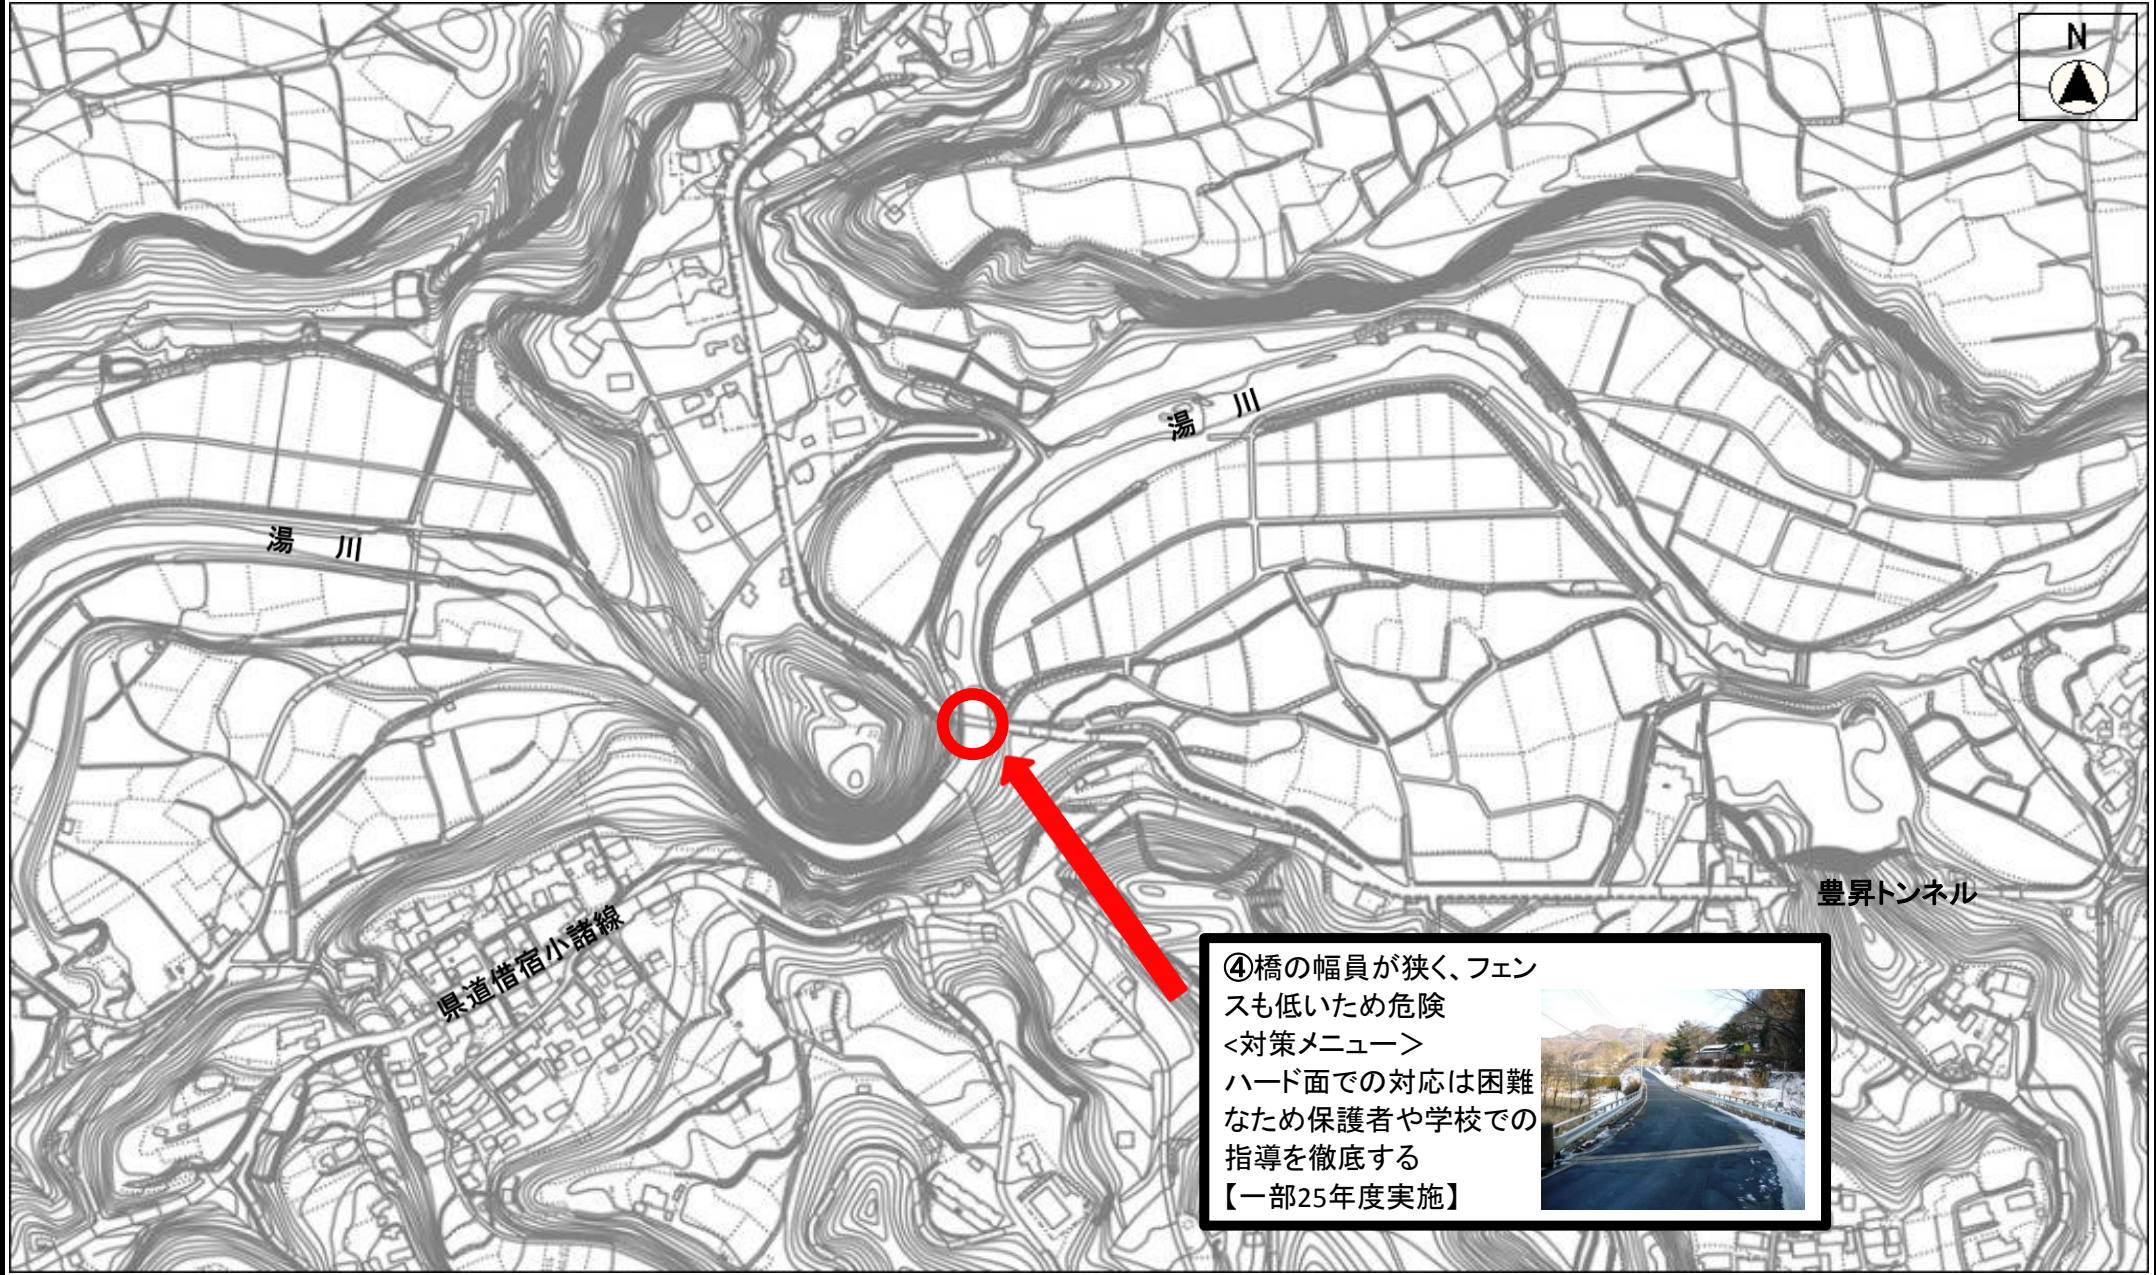 N
湯川
湯川
豊昇トンネル
県道借宿小諸線
④橋の幅員が狭く、フェン
スも低いため危険
<対策メニュー＞
ハード面での対応は困難
なため保護者や学校での
指導を徹底する
【一部25年度実施】